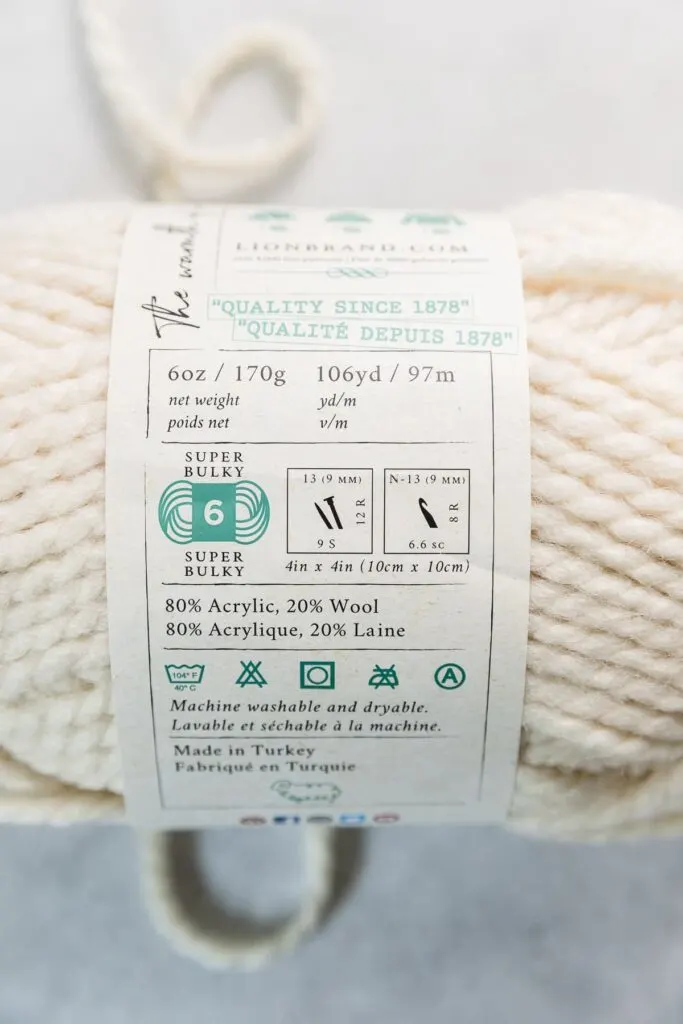 The
LIONBRAND.COM
"QUALITY SINCE 1878"
"QUALITÉ DEPUIS 1878"
6oz / 170g 106yd / 97m
net weight yd/m
poids net v/m
SUPER
BULKY
6
SUPER
BULKY
13 (9 MM)
12 R
9 S
N-13 (9 MM)
8 R
6.6 SC
4in x 4in (10cm x 10cm)
80% Acrylic, 20% Wool
80% Acrylique, 20% Laine
104° F
40° C
A
Machine washable and dryable.
Lavable et séchable à la machine.
Made in Turkey
Fabriqué en Turquie